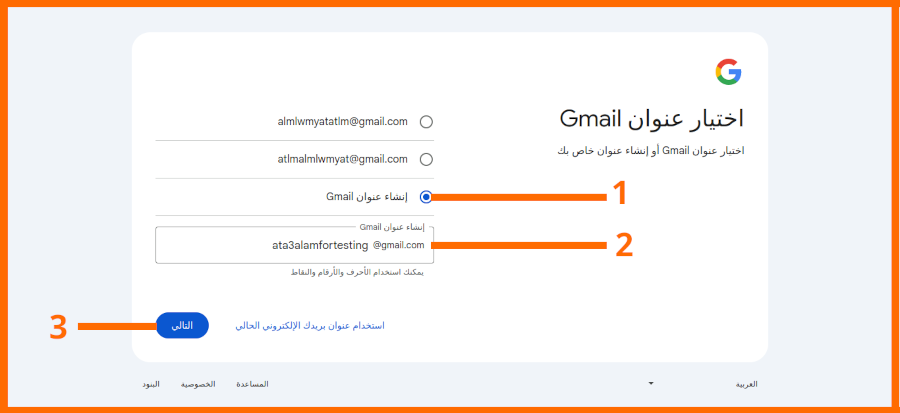 اختيار عنوان Gmail
اختيار عنوان Gmail أو إنشاء عنوان خاص بك
almlwmyatatlm@gmail.com
atlmalmlwmyat@gmail.com
إنشاء عنوان Gmail
1
إنشاء عنوان Gmail
ata3alamfortesting @gmail.com
2
يمكنك استخدام الأحرف والأرقام والنقاط
استخدام عنوان بريدك الإلكتروني الحالي
التالي
3
العربية
المساعدة
الخصوصية
البنود